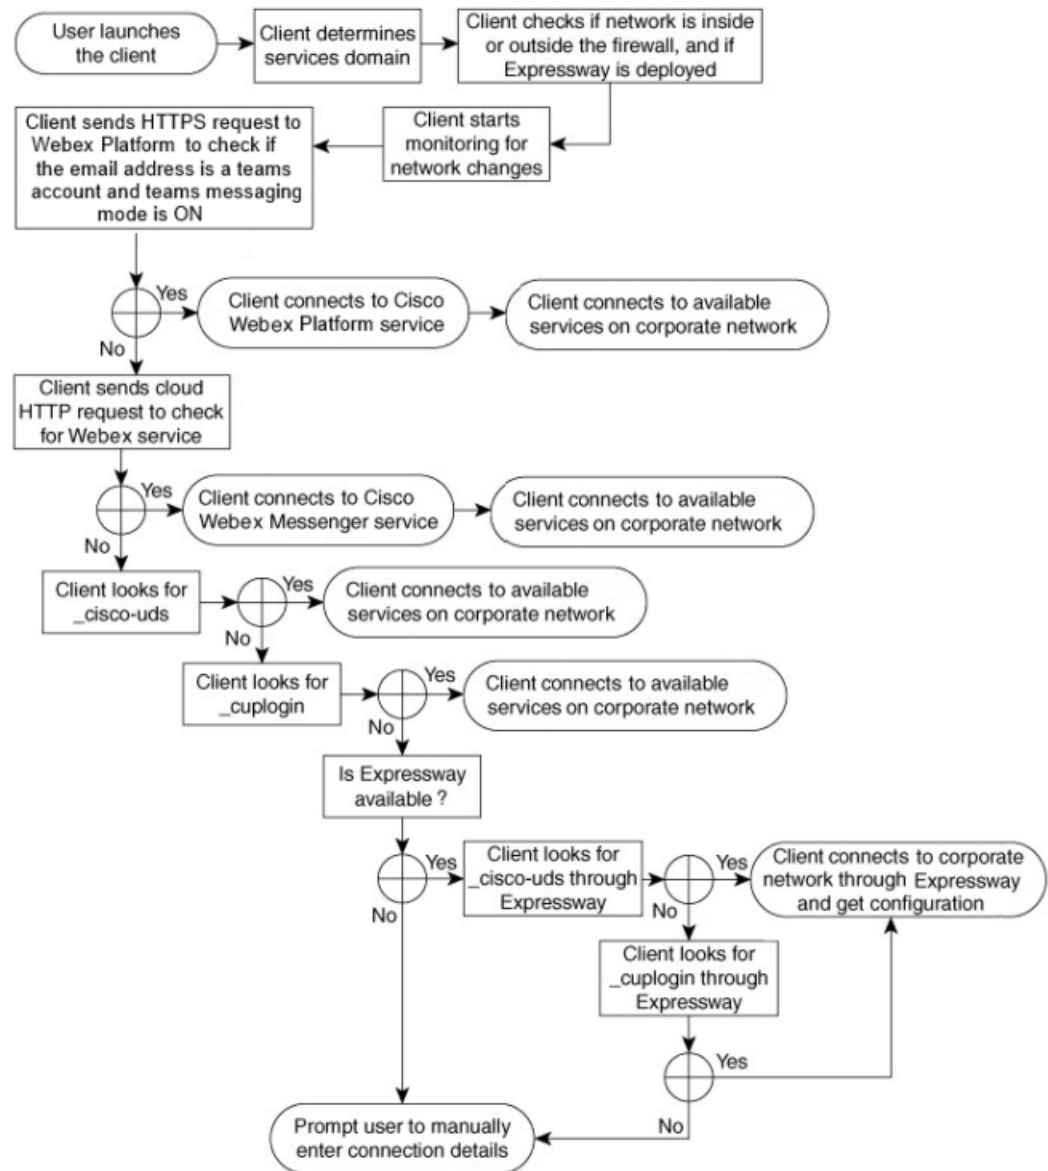 User launches
the client
Client determines
services domain
Client checks if network is inside
or outside the firewall, and if
Expressway is deployed
Client sends HTTPS request to
Webex Platform to check if
the email address is a teams
account and teams messaging
mode is ON
Client starts
monitoring for
network changes
Yes
Client connects to Cisco
Webex Platform service
Client connects to available
services on corporate network
No
Client sends cloud
HTTP request to check
for Webex service
Yes
Client connects to Cisco
Webex Messenger service
Client connects to available
services on corporate network
No
Client looks for
_cisco-uds
Yes
Client connects to available
services on corporate network
No
Client looks for
_cuplogin
Yes
Client connects to available
services on corporate network
No
Is Expressway
available ?
Yes
Client looks for
_cisco-uds through
Expressway
Yes
Client connects to corporate
network through Expressway
and get configuration
No
No
Client looks for
_cuplogin through
Expressway
Yes
No
Prompt user to manually
enter connection details